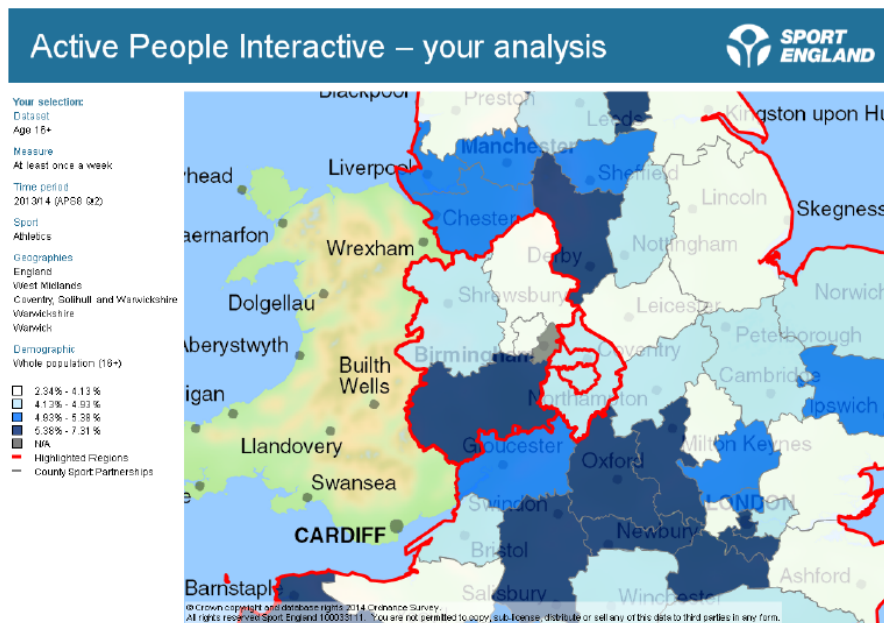 Active People Interactive – your analysis
SPORT
ENGLAND
Your selection:
Dataset
Age 16+
Measure
At least once a week
Time period
2013/14 (APS8 Q2)
Sport
Athletics
Geographies
England
West Midlands
Coventry, Solihull and Warwickshire
Warwickshire
Warwick
Demographic
Whole population (16+)
2.34% - 4.13%
4.13% - 4.93%
4.93% - 5.38%
5.38% - 7.31%
N/A
Highlighted Regions
County Sport Partnerships
Blackpool
Preston
Leeds
Kingston upon Hu
Manchester
Liverpool
Sheffield
yhead
Lincoln
Skegness
Chester
aernarfon
Wrexham
Derby
Nottingham
Dolgellau
Shrewsbury
Leicester
Norwich
Peterborough
Aberystwyth
Birmingham
Coventry
Builth
Wells
Cambridge
igan
Northampton
Ipswich
Llandovery
Gloucester
Milton Keynes
Oxford
Swansea
Swindon
LONDON
CARDIFF
Newbury
Bristol
Barnstaple
Salisbury
Winchester
Ashford
© Crown copyright and database rights 2014 Ordnance Survey.
All rights reserved Sport England 100033111. You are not permitted to copy, sub-license, distribute or sell any of this data to third parties in any form.